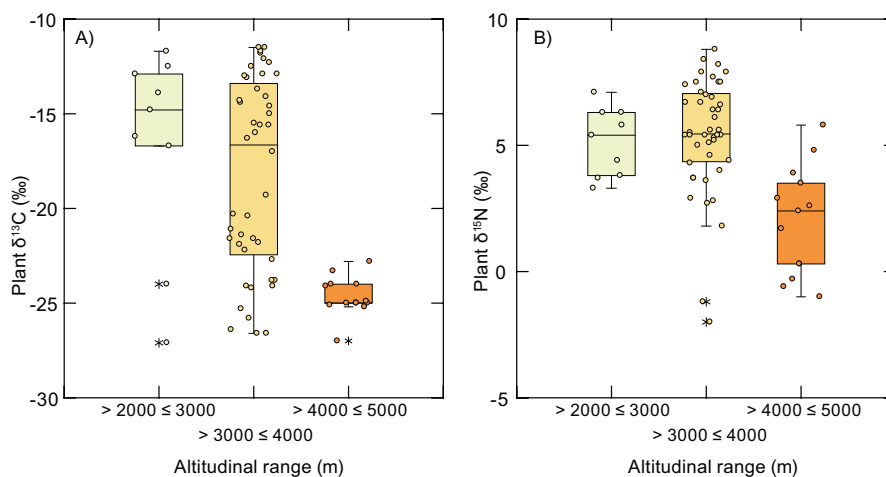 A)
-10
-15
-20
-25
-30
Plant δ¹³C (‰)
> 2000 ≤ 3000
> 4000 ≤ 5000
> 3000 ≤ 4000
Altitudinal range (m)
B)
10
5
0
-5
Plant δ¹⁵N (‰)
> 2000 ≤ 3000
> 4000 ≤ 5000
> 3000 ≤ 4000
Altitudinal range (m)